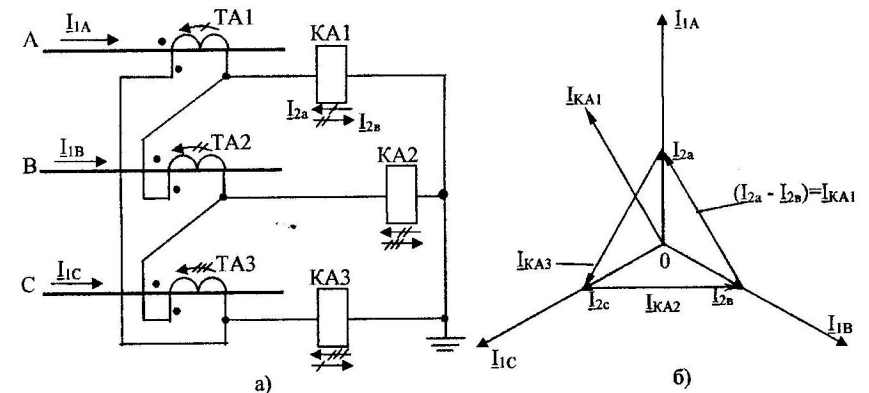 A
I1A
TA1
KA1
I2a
I2в
B
I1B
TA2
KA2
C
I1C
TA3
KA3
а)
I1A
IKA1
I2a
(I2a - I2в)=IKA1
IKA3
0
I2c
IKA2
I2в
I1B
I1C
б)